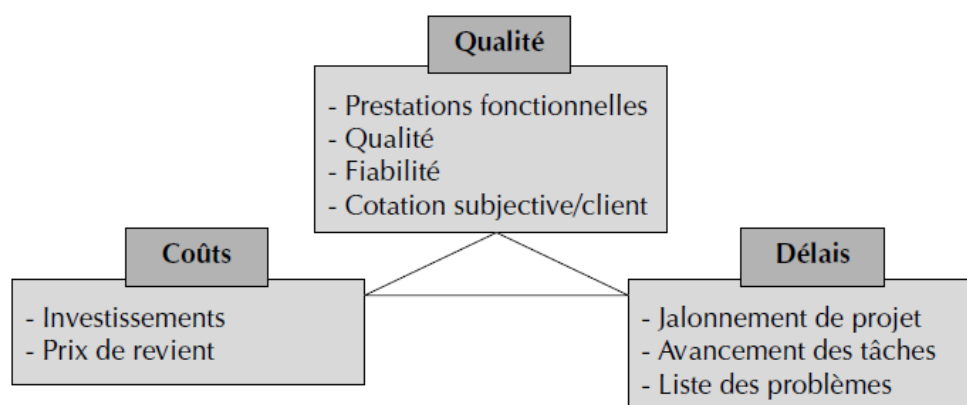 Qualité
- Prestations fonctionnelles
- Qualité
- Fiabilité
- Cotation subjective/client
Coûts
- Investissements
- Prix de revient
Délais
- Jalonnement de projet
- Avancement des tâches
- Liste des problèmes